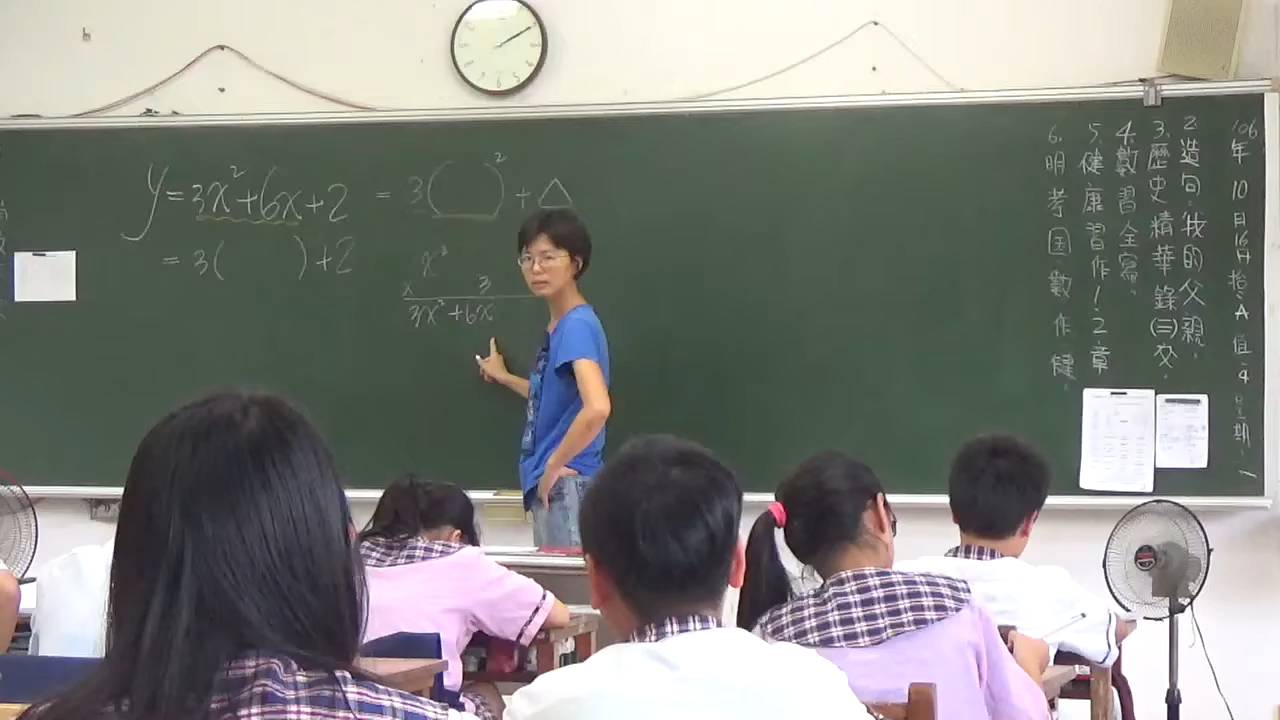 y=3x²+6x+2 = 3( )²+△
= 3( )+2
x²
x 3
3x²+6x
106年10月16日 值 4 星期一
2.造句:我的父親。
3.歷史精華錄(三)交。
4.數習全寫。
5.健康習作1.2章
6.明考国數作健。